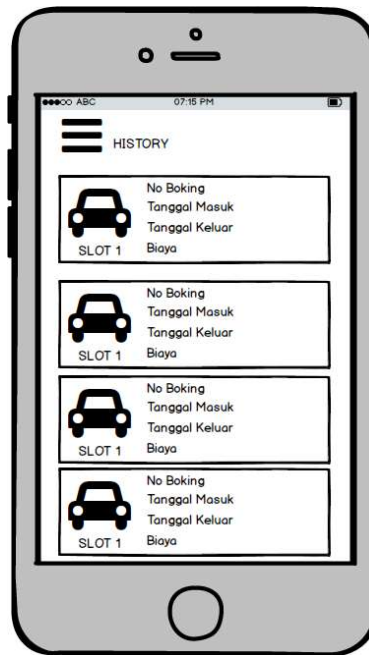 ABC 07:15 PM
HISTORY
No Boking
Tanggal Masuk
Tanggal Keluar
SLOT 1 Biaya
No Boking
Tanggal Masuk
Tanggal Keluar
SLOT 1 Biaya
No Boking
Tanggal Masuk
Tanggal Keluar
SLOT 1 Biaya
No Boking
Tanggal Masuk
Tanggal Keluar
SLOT 1 Biaya